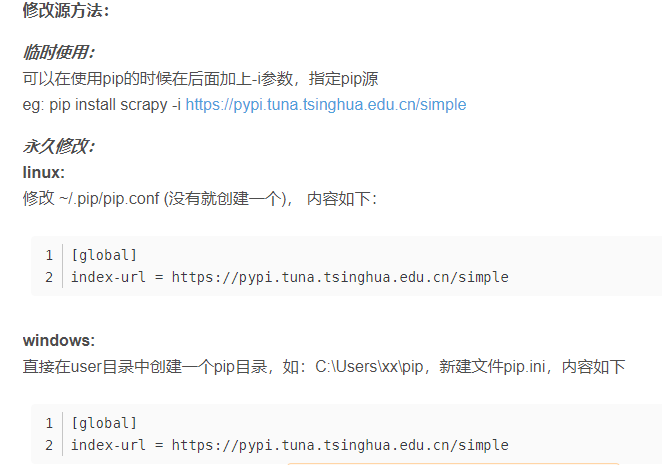 修改源方法：
临时使用：
可以在使用pip的时候在后面加上-i参数，指定pip源
eg: pip install scrapy -i https://pypi.tuna.tsinghua.edu.cn/simple
永久修改：
linux:
修改 ~/.pip/pip.conf (没有就创建一个)， 内容如下：
1 [global]
2 index-url = https://pypi.tuna.tsinghua.edu.cn/simple
windows:
直接在user目录中创建一个pip目录，如：C:\Users\xx\pip，新建文件pip.ini，内容如下
1 [global]
2 index-url = https://pypi.tuna.tsinghua.edu.cn/simple